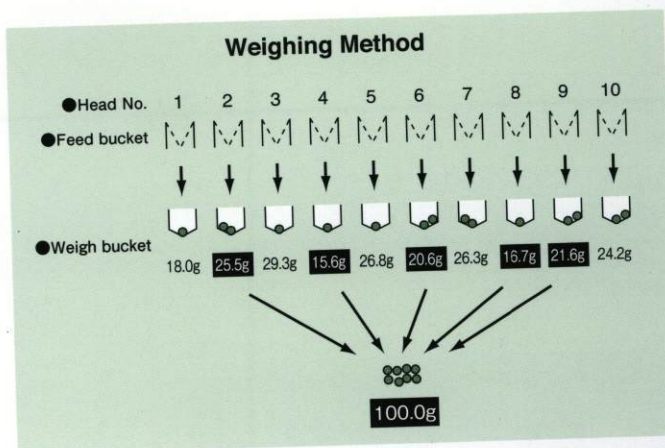 Weighing Method
●Head No. 1 2 3 4 5 6 7 8 9 10
●Feed bucket
●Weigh bucket
18.0g 25.5g 29.3g 15.6g 26.8g 20.6g 26.3g 16.7g 21.6g 24.2g
100.0g